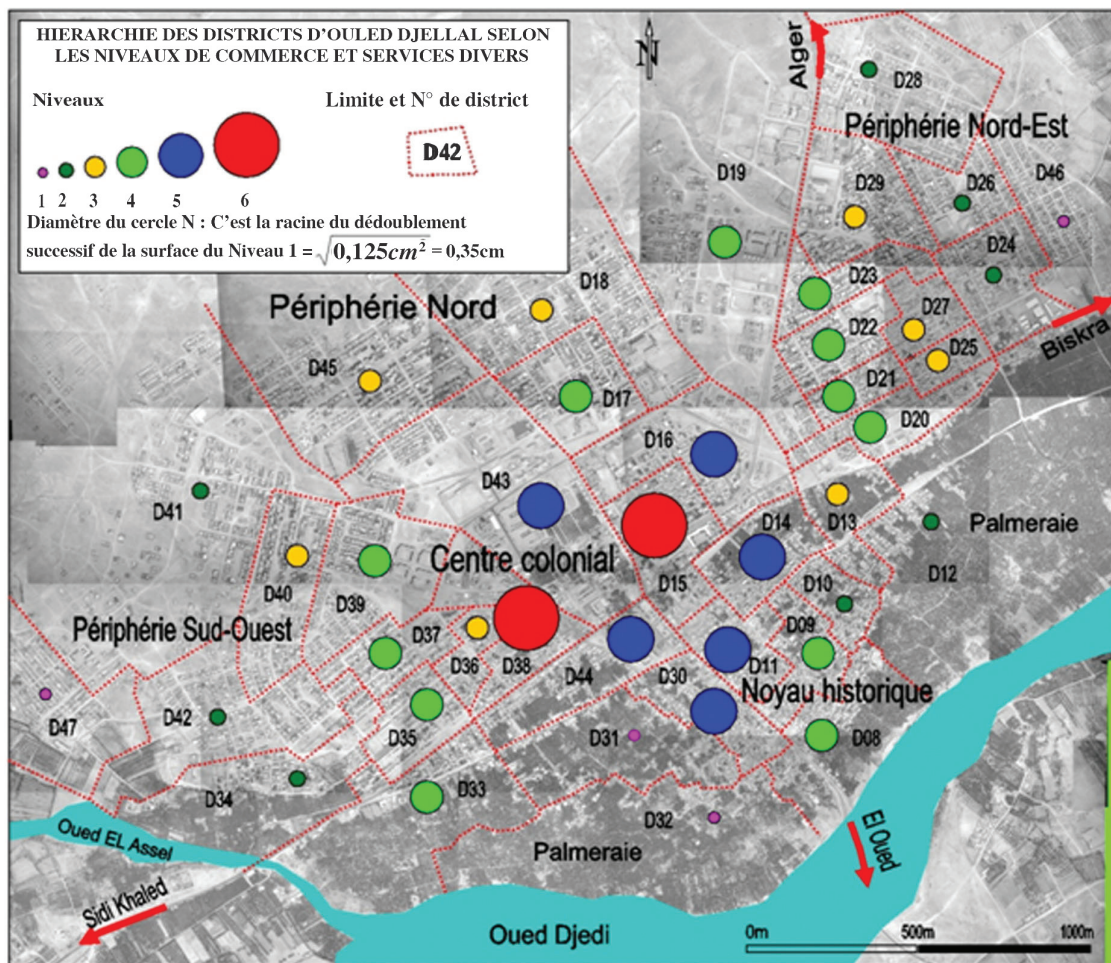 HIERARCHIE DES DISTRICTS D'OULED DJELLAL SELON
LES NIVEAUX DE COMMERCE ET SERVICES DIVERS
Niveaux
Limite et N° de district
D42
1 2 3 4 5 6
Diamètre du cercle N : C'est la racine du dédoublement
successif de la surface du Niveau 1 = √0,125cm² = 0,35cm
N
Alger
D28
Périphérie Nord-Est
D19
D29
D26
D46
D24
D23
D18
Périphérie Nord
D27
D22
Biskra
D25
D45
D21
D17
D20
D16
D43
D41
D13
D14
Palmeraie
Centre colonial
D15
D10
D12
D40
D39
D09
Périphérie Sud-Ouest
D37
D36
D38
D44
D30
D11
Noyau historique
D47
D42
D35
D31
D08
D34
D33
D32
Oued EL Assel
Palmeraie
El Oued
Sidi Khaled
Oued Djedi
0m 500m 1000m